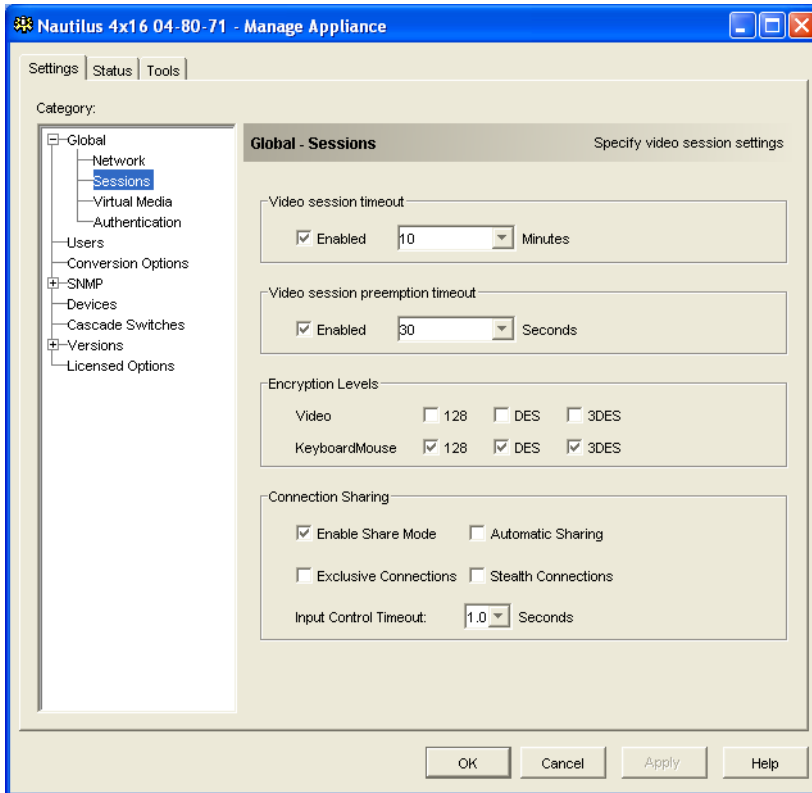 Nautilus 4x16 04-80-71 - Manage Appliance
Settings Status Tools
Category:
Global
Network
Sessions
Virtual Media
Authentication
Users
Conversion Options
SNMP
Devices
Cascade Switches
Versions
Licensed Options
Global - Sessions Specify video session settings
Video session timeout
Enabled 10 Minutes
Video session preemption timeout
Enabled 30 Seconds
Encryption Levels
Video 128 DES 3DES
KeyboardMouse 128 DES 3DES
Connection Sharing
Enable Share Mode Automatic Sharing
Exclusive Connections Stealth Connections
Input Control Timeout: 1.0 Seconds
OK Cancel Apply Help